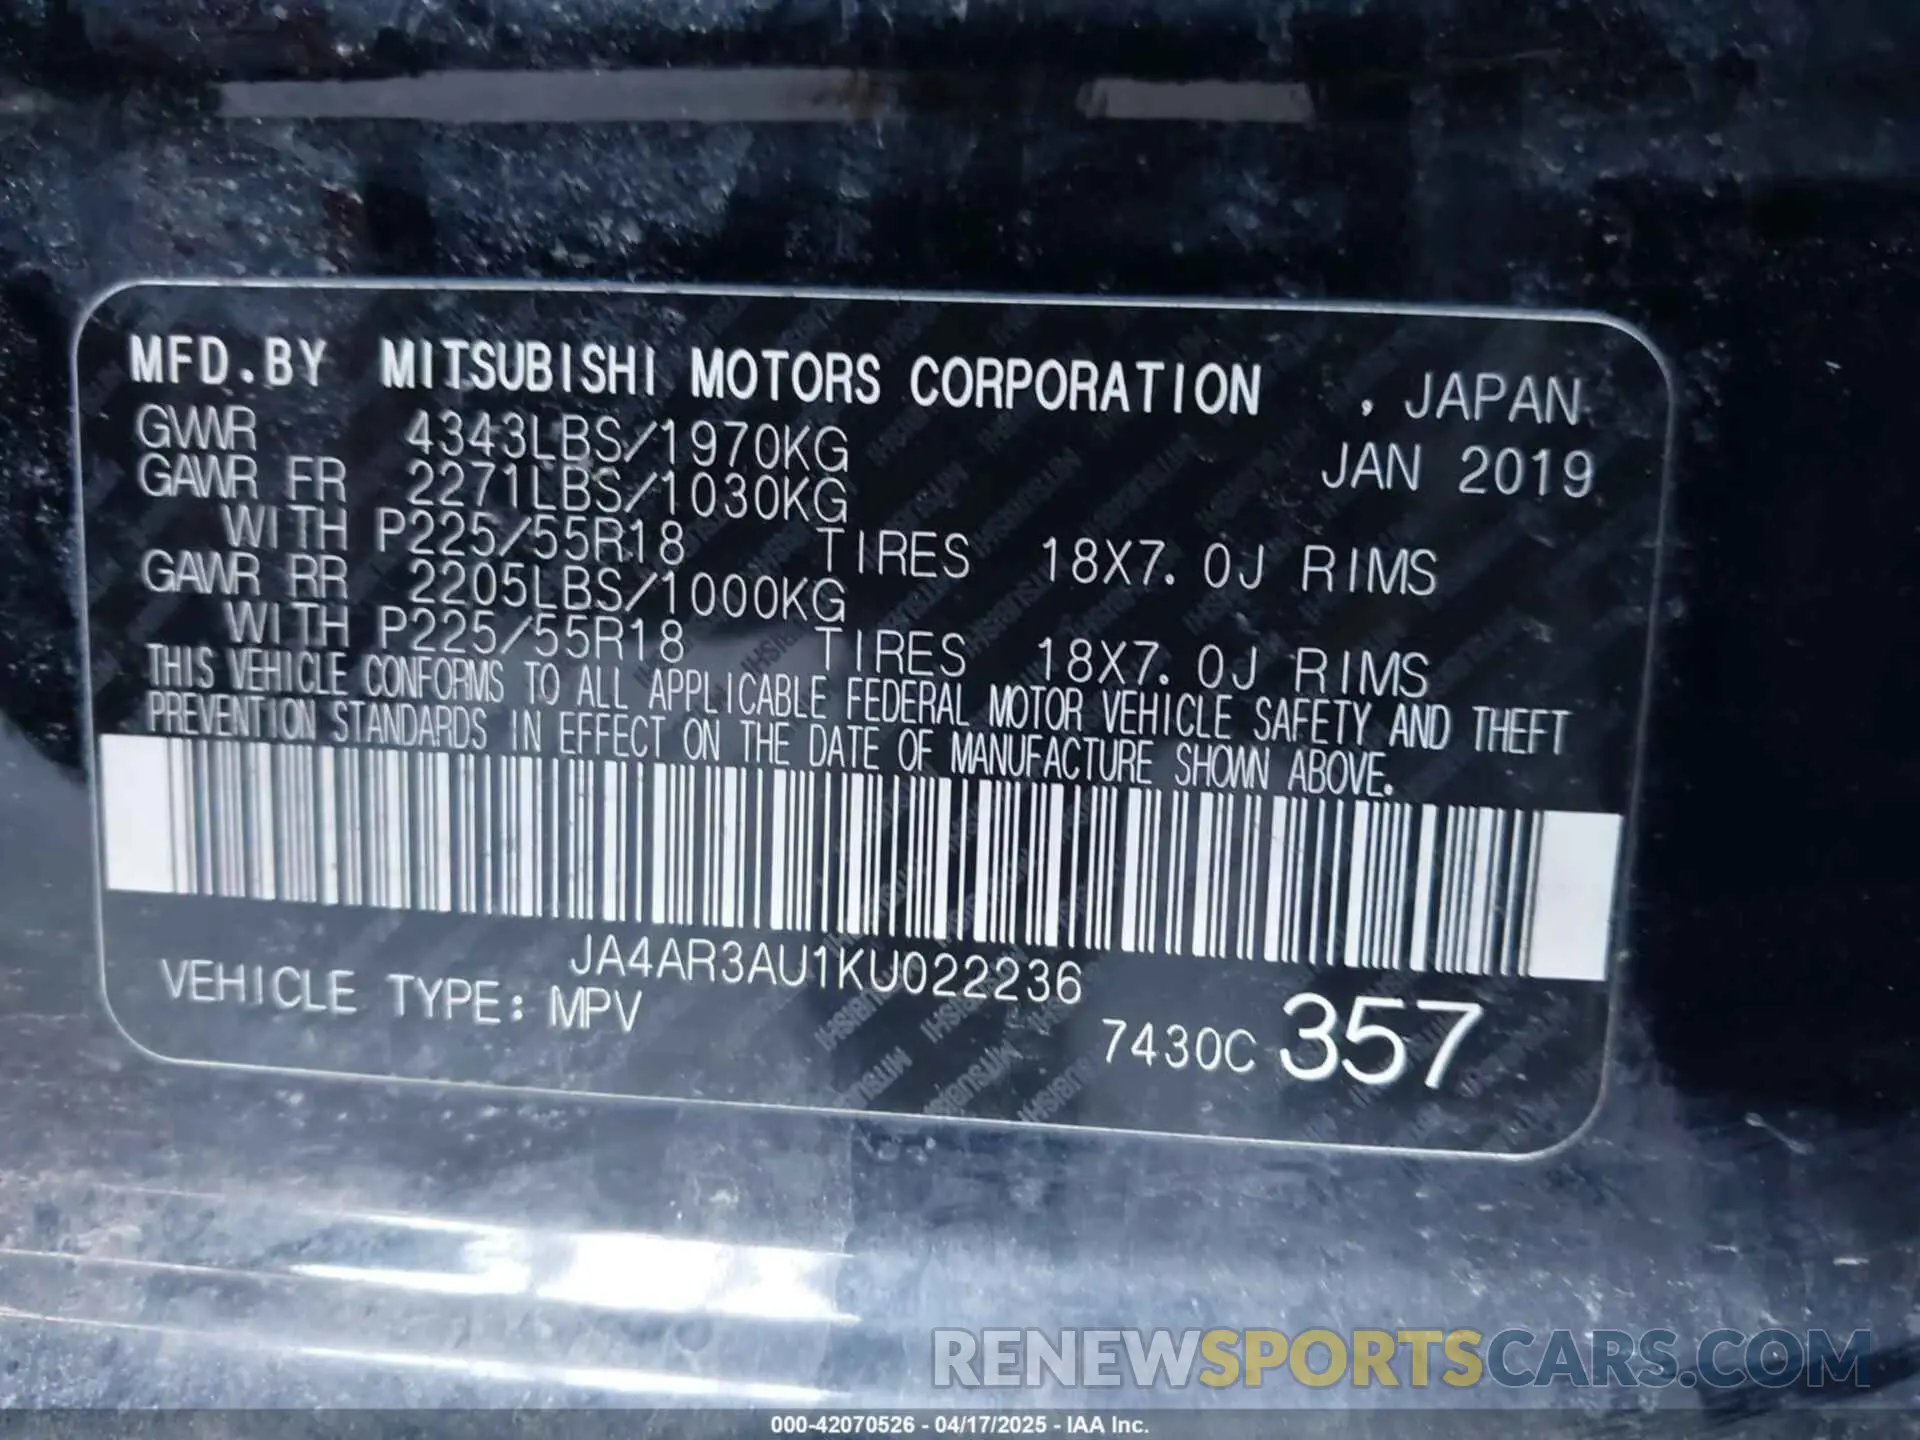 MFD.BY MITSUBISHI MOTORS CORPORATION , JAPAN
GVWR 4343LBS/1970KG JAN 2019
GAWR FR 2271LBS/1030KG
WITH P225/55R18 TIRES 18X7.0J RIMS
GAWR RR 2205LBS/1000KG
WITH P225/55R18 TIRES 18X7.0J RIMS
THIS VEHICLE CONFORMS TO ALL APPLICABLE FEDERAL MOTOR VEHICLE SAFETY AND THEFT
PREVENTION STANDARDS IN EFFECT ON THE DATE OF MANUFACTURE SHOWN ABOVE.
JA4AR3AU1KU022236
VEHICLE TYPE: MPV
7430C 357
RENEWSPORTSCARS.COM
000-42070526 - 04/17/2025 - IAA Inc.